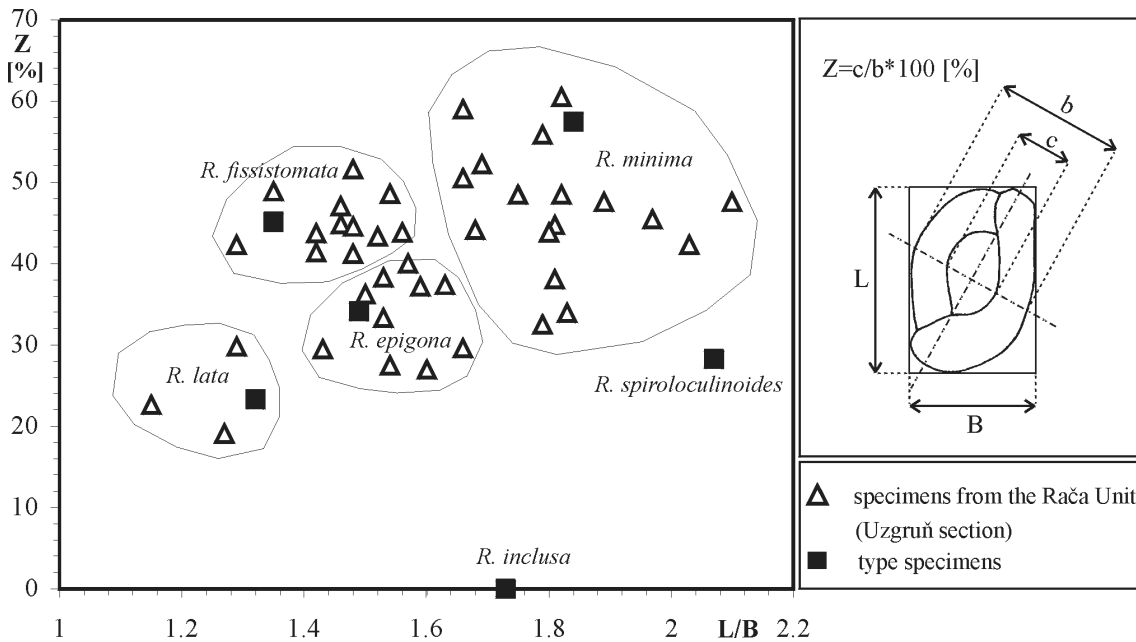 70
Z
[%]
60
50
40
30
20
10
0
1
1.2
1.4
1.6
1.8
L/B
2
2.2
R. fissistomata
R. minima
R. epigona
R. lata
R. spiroloculinoides
R. inclusa
Z=c/b*100 [%]
b
c
L
B
specimens from the Rača Unit
(Uzgruň section)
type specimens